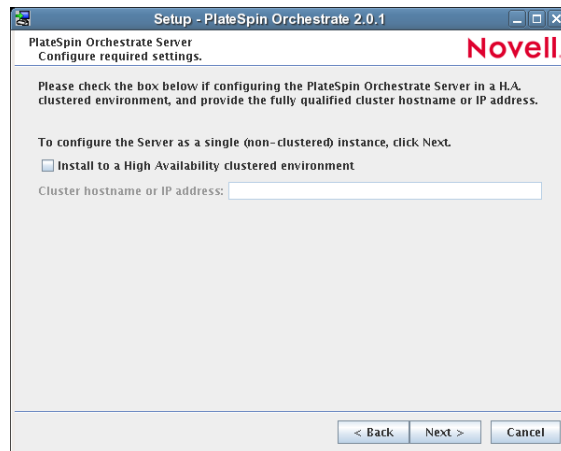 Setup - PlateSpin Orchestrate 2.0.1
PlateSpin Orchestrate Server
Configure required settings.
Novell.
Please check the box below if configuring the PlateSpin Orchestrate Server in a H.A.
clustered environment, and provide the fully qualified cluster hostname or IP address.
To configure the Server as a single (non-clustered) instance, click Next.
Install to a High Availability clustered environment
Cluster hostname or IP address:
< Back Next > Cancel